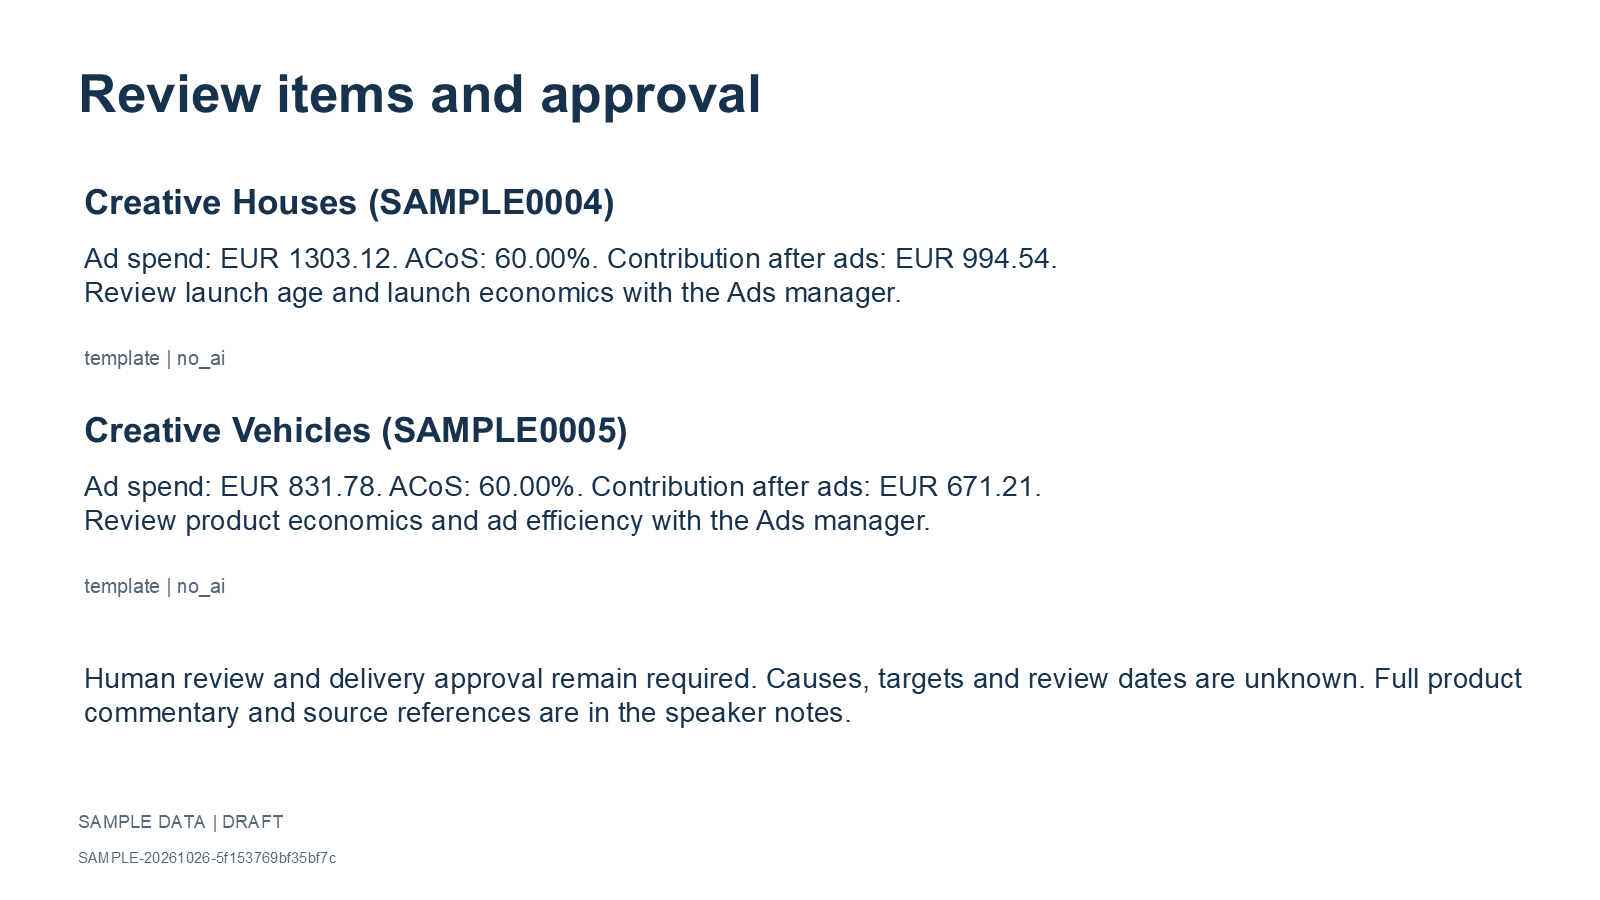 Review items and approval
Creative Houses (SAMPLE0004)
Ad spend: EUR 1303.12. ACoS: 60.00%. Contribution after ads: EUR 994.54.
Review launch age and launch economics with the Ads manager.
template | no_ai
Creative Vehicles (SAMPLE0005)
Ad spend: EUR 831.78. ACoS: 60.00%. Contribution after ads: EUR 671.21.
Review product economics and ad efficiency with the Ads manager.
template | no_ai
Human review and delivery approval remain required. Causes, targets and review dates are unknown. Full product
commentary and source references are in the speaker notes.
SAMPLE DATA | DRAFT
SAMPLE-20261026-5f153769bf35bf7c